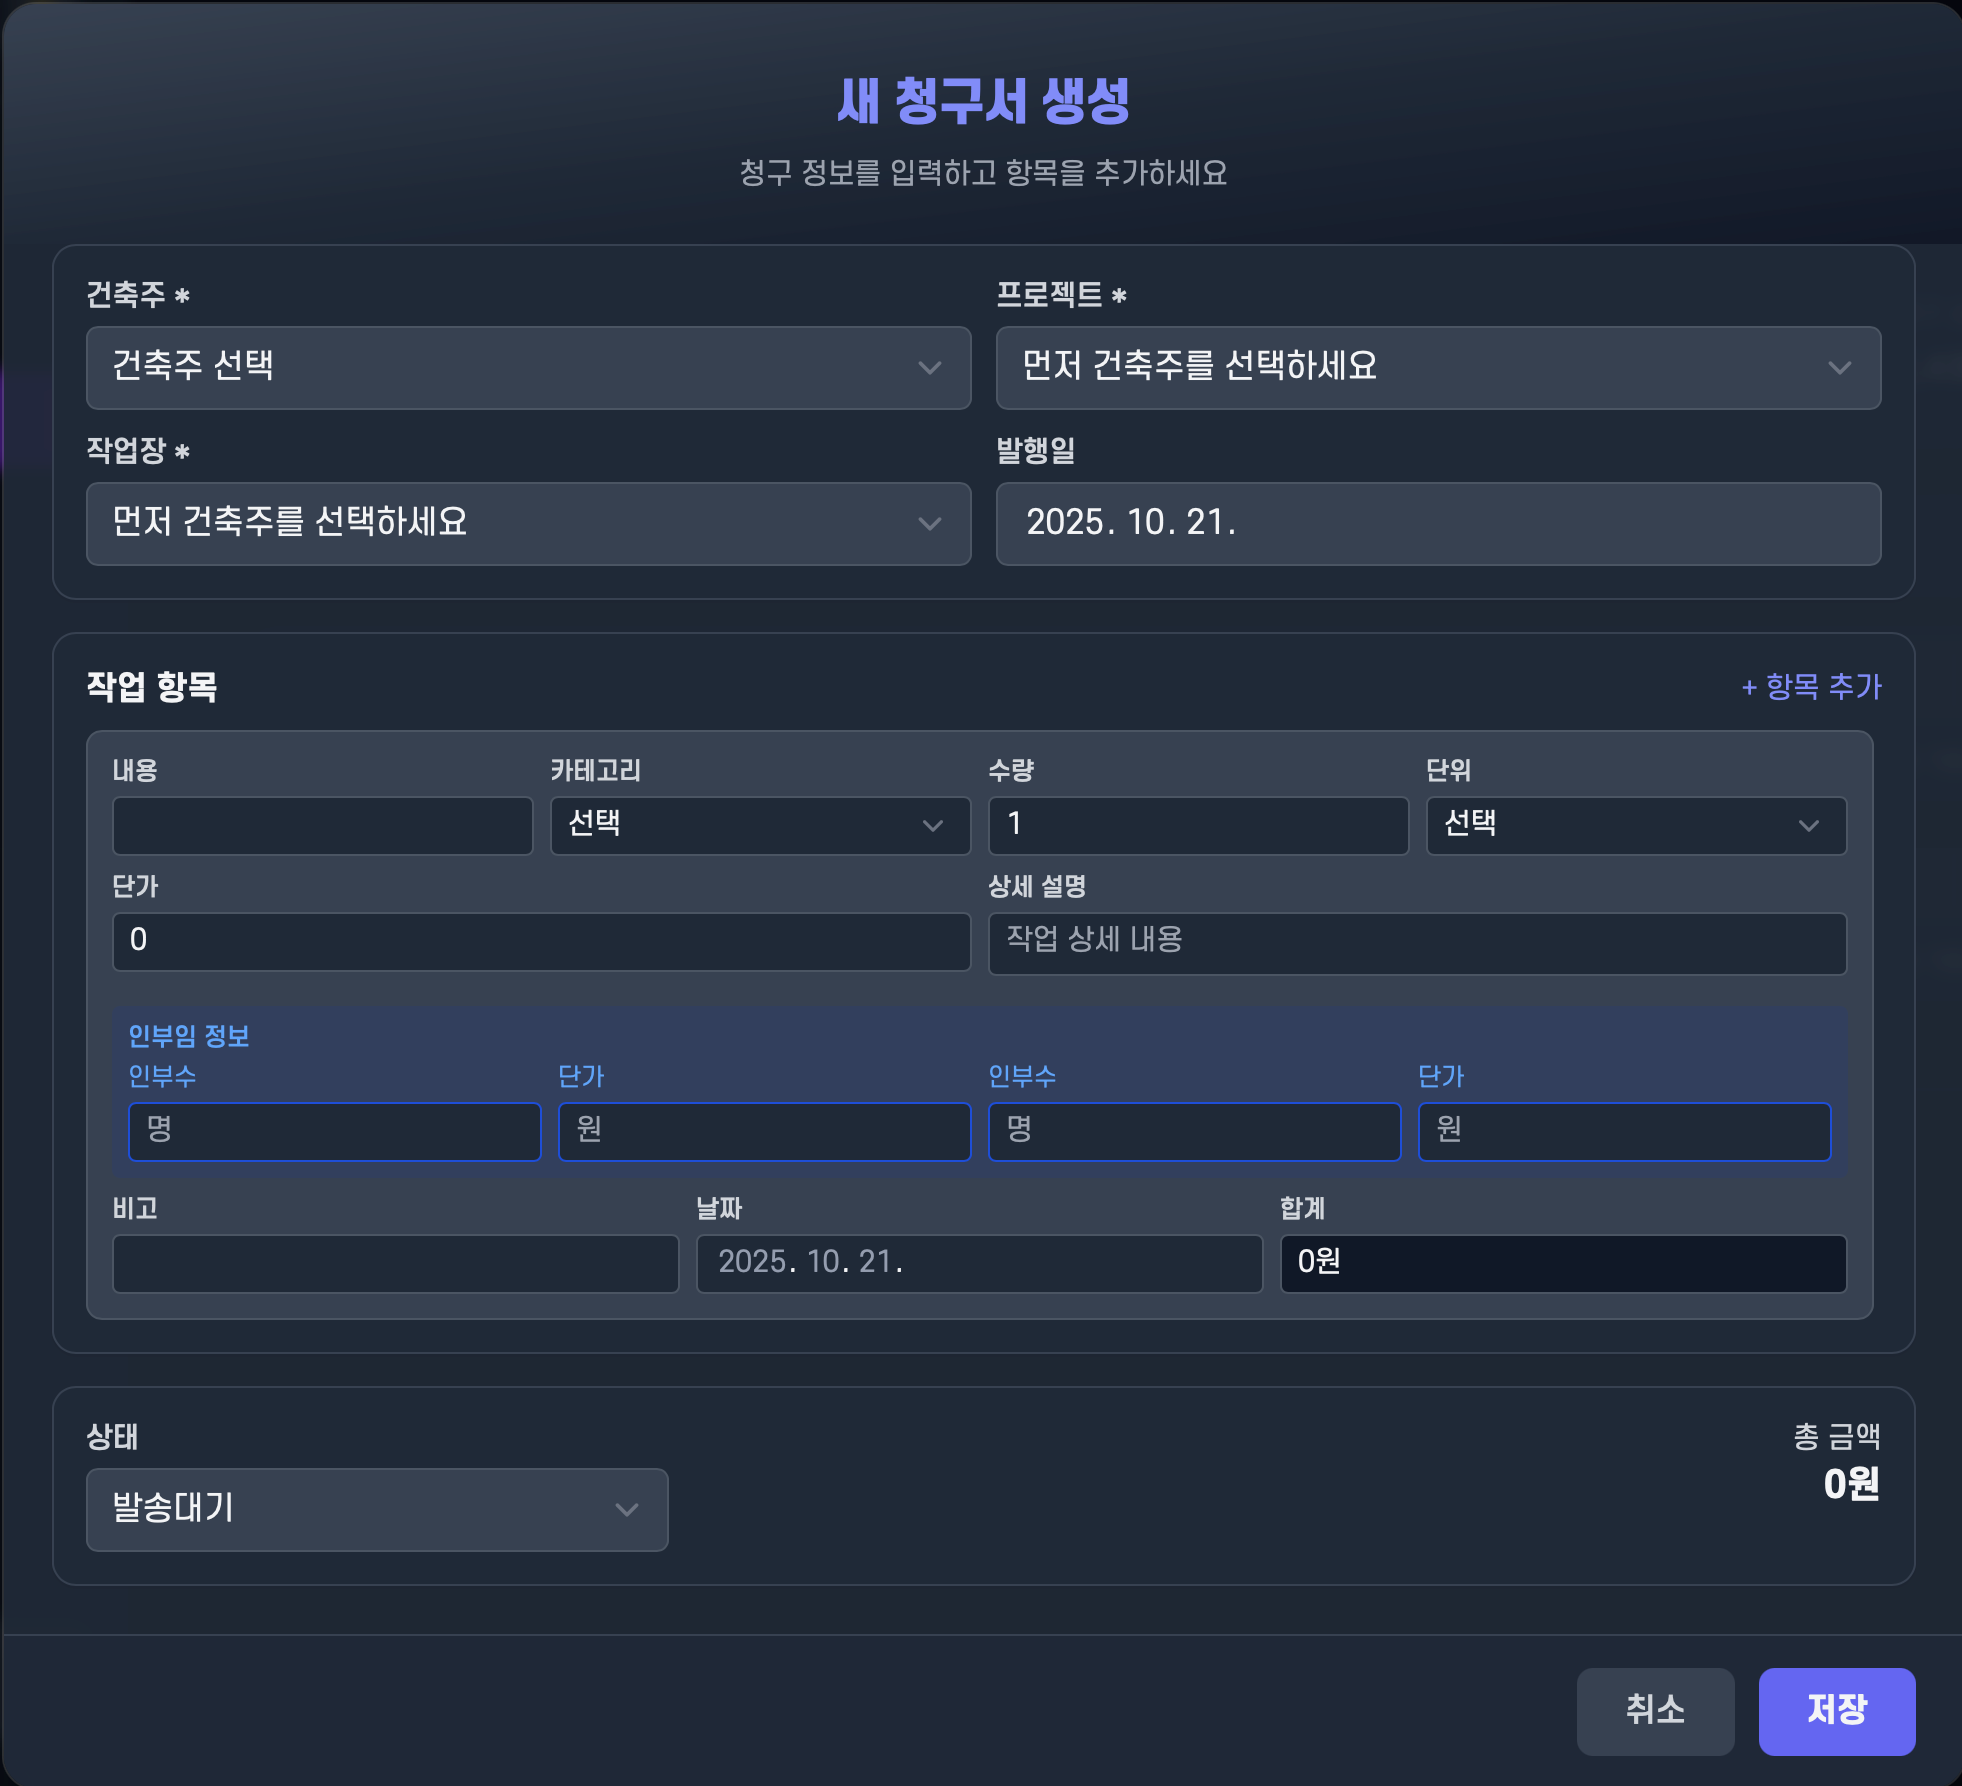 새 청구서 생성
청구 정보를 입력하고 항목을 추가하세요
건축주 *
프로젝트 *
건축주 선택
먼저 건축주를 선택하세요
작업장 *
발행일
먼저 건축주를 선택하세요
2025. 10. 21.
작업 항목
+ 항목 추가
내용
카테고리
수량
단위
선택
1
선택
단가
상세 설명
0
작업 상세 내용
인부임 정보
인부수
단가
인부수
단가
명
원
명
원
비고
날짜
합계
2025. 10. 21.
0원
상태
총 금액
발송대기
0원
취소
저장